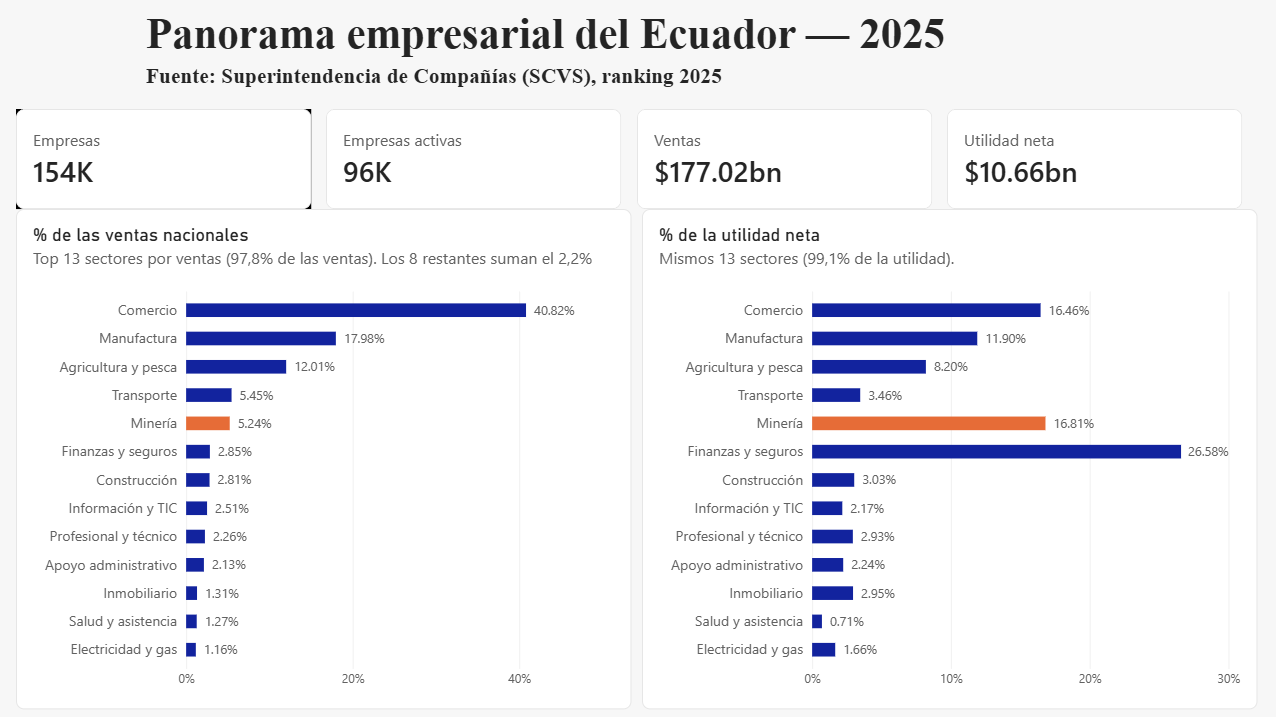 Panorama empresarial del Ecuador — 2025
Fuente: Superintendencia de Compañías (SCVS), ranking 2025
Empresas
154K
Empresas activas
96K
Ventas
$177.02bn
Utilidad neta
$10.66bn
% de las ventas nacionales
Top 13 sectores por ventas (97,8% de las ventas). Los 8 restantes suman el 2,2%
Comercio 40.82%
Manufactura 17.98%
Agricultura y pesca 12.01%
Transporte 5.45%
Minería 5.24%
Finanzas y seguros 2.85%
Construcción 2.81%
Información y TIC 2.51%
Profesional y técnico 2.26%
Apoyo administrativo 2.13%
Inmobiliario 1.31%
Salud y asistencia 1.27%
Electricidad y gas 1.16%
0% 20% 40%
% de la utilidad neta
Mismos 13 sectores (99,1% de la utilidad).
Comercio 16.46%
Manufactura 11.90%
Agricultura y pesca 8.20%
Transporte 3.46%
Minería 16.81%
Finanzas y seguros 26.58%
Construcción 3.03%
Información y TIC 2.17%
Profesional y técnico 2.93%
Apoyo administrativo 2.24%
Inmobiliario 2.95%
Salud y asistencia 0.71%
Electricidad y gas 1.66%
0% 10% 20% 30%